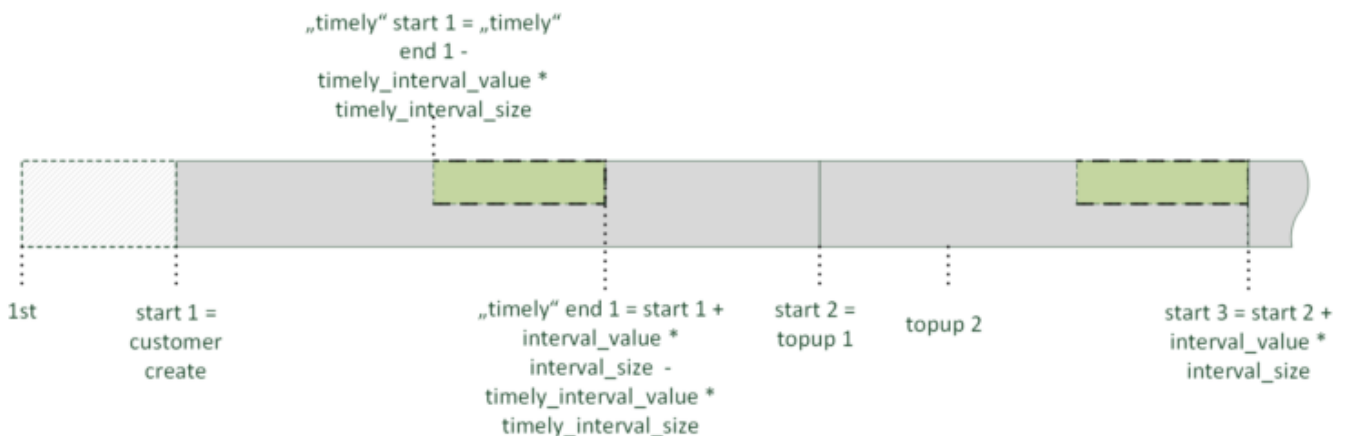 „timely“ start 1 = „timely“
end 1 -
timely_interval_value *
timely_interval_size
1st
start 1 =
customer
create
„timely“ end 1 = start 1 +
interval_value *
interval_size -
timely_interval_value *
timely_interval_size
start 2 =
topup 1
topup 2
start 3 = start 2 +
interval_value *
interval_size